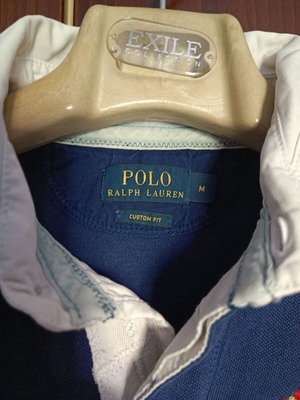 EXILE
COLLECTION
POLO
RALPH LAUREN
M
CUSTOM FIT